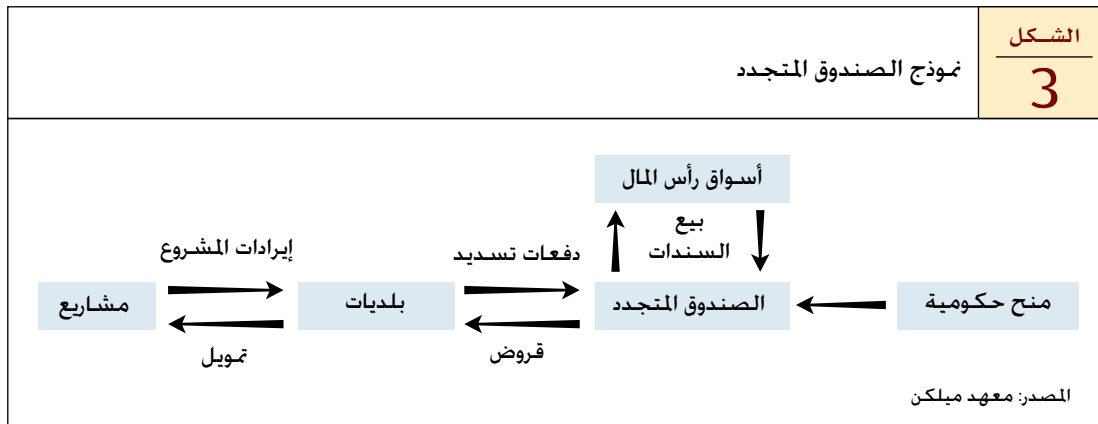 الشكل
3
نموذج الصندوق المتجدد
أسواق رأس المال
بيع
السندات
إيرادات المشروع
دفعات تسديد
منح حكومية
الصندوق المتجدد
بلديات
مشاريع
قروض
تمويل
المصدر: معهد ميلكن